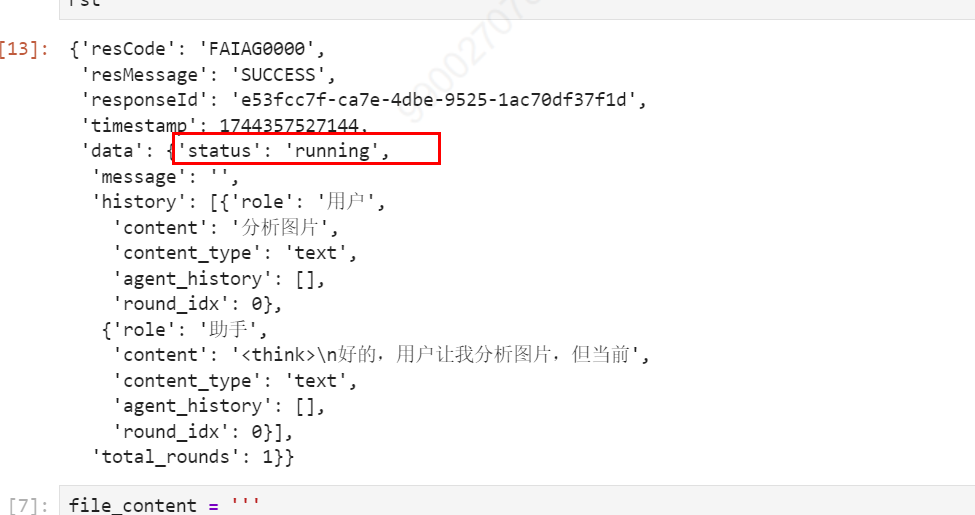 rst
[13]: {'resCode': 'FAIAG0000',
'resMessage': 'SUCCESS',
'responseId': 'e53fcc7f-ca7e-4dbe-9525-1ac70df37f1d',
'timestamp': 1744357527144,
'data': {'status': 'running',
'message': '',
'history': [{'role': '用户',
'content': '分析图片',
'content_type': 'text',
'agent_history': [],
'round_idx': 0},
{'role': '助手',
'content': '<think>\n好的，用户让我分析图片，但当前',
'content_type': 'text',
'agent_history': [],
'round_idx': 0}],
'total_rounds': 1}}
[7]: file_content = '''